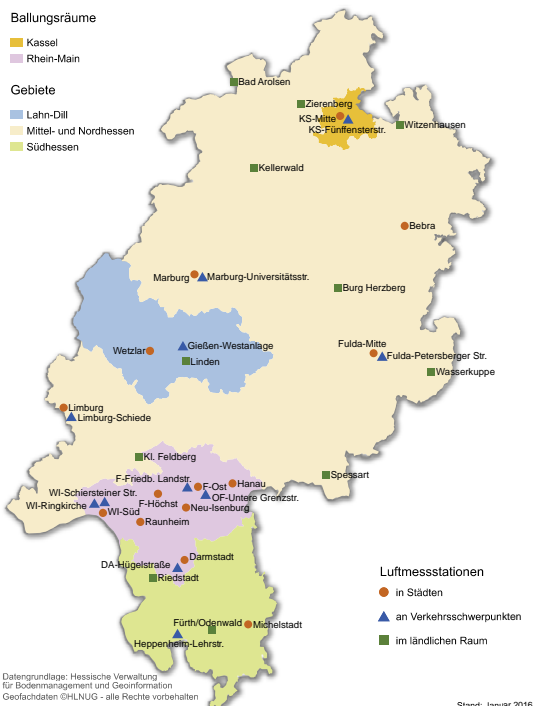 Ballungsräume
Kassel
Rhein-Main
Gebiete
Lahn-Dill
Mittel- und Nordhessen
Südhessen
Bad Arolsen
Zierenberg
KS-Mitte
KS-Fünffensterstr.
Witzenhausen
Kellerwald
Bebra
Marburg
Marburg-Universitätsstr.
Burg Herzberg
Wetzlar
Gießen-Westanlage
Linden
Fulda-Mitte
Fulda-Petersberger Str.
Wasserkuppe
Limburg
Limburg-Schiede
Kl. Feldberg
Spessart
F-Friedb. Landstr.
F-Ost
Hanau
WI-Schiersteiner Str.
OF-Untere Grenzstr.
WI-Ringkirche
F-Höchst
Neu-Isenburg
WI-Süd
Raunheim
Darmstadt
DA-Hügelstraße
Riedstadt
Fürth/Odenwald
Michelstadt
Heppenheim-Lehrstr.
Luftmessstationen
in Städten
an Verkehrsschwerpunkten
im ländlichen Raum
Datengrundlage: Hessische Verwaltung
für Bodenmanagement und Geoinformation
Geofachdaten ©HLNUG - alle Rechte vorbehalten
Stand: Januar 2016